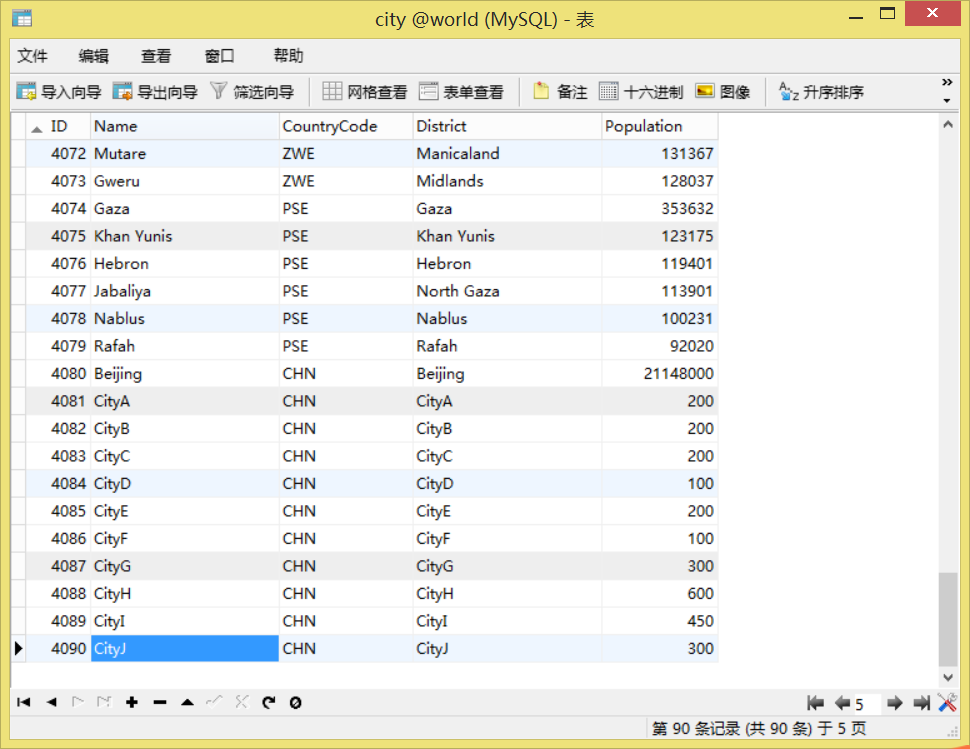 city @world (MySQL) - 表
文件 编辑 查看 窗口 帮助
导入向导 导出向导 筛选向导 网格查看 表单查看 备注 十六进制 图像 升序排序
ID Name CountryCode District Population
4072 Mutare ZWE Manicaland 131367
4073 Gweru ZWE Midlands 128037
4074 Gaza PSE Gaza 353632
4075 Khan Yunis PSE Khan Yunis 123175
4076 Hebron PSE Hebron 119401
4077 Jabaliya PSE North Gaza 113901
4078 Nablus PSE Nablus 100231
4079 Rafah PSE Rafah 92020
4080 Beijing CHN Beijing 21148000
4081 CityA CHN CityA 200
4082 CityB CHN CityB 200
4083 CityC CHN CityC 200
4084 CityD CHN CityD 100
4085 CityE CHN CityE 200
4086 CityF CHN CityF 100
4087 CityG CHN CityG 300
4088 CityH CHN CityH 600
4089 CityI CHN CityI 450
4090 CityJ CHN CityJ 300
5
第 90 条记录 (共 90 条) 于 5 页